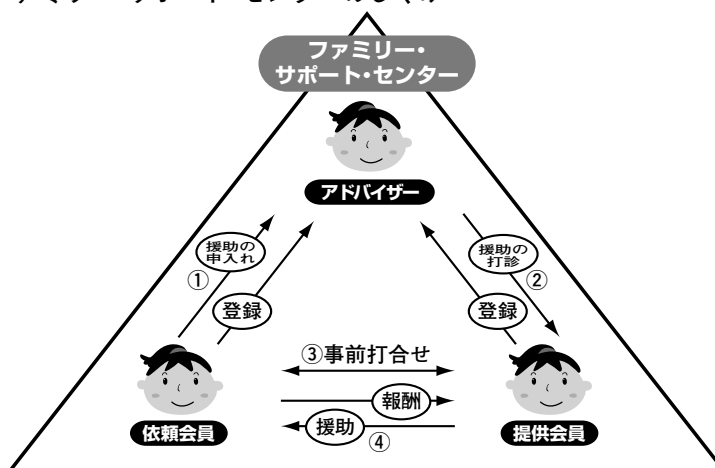 ファミリー・
サポート・センター
アドバイザー
援助の
申入れ
①
登録
援助の
打診
②
登録
③事前打合せ
報酬
援助
④
依頼会員
提供会員